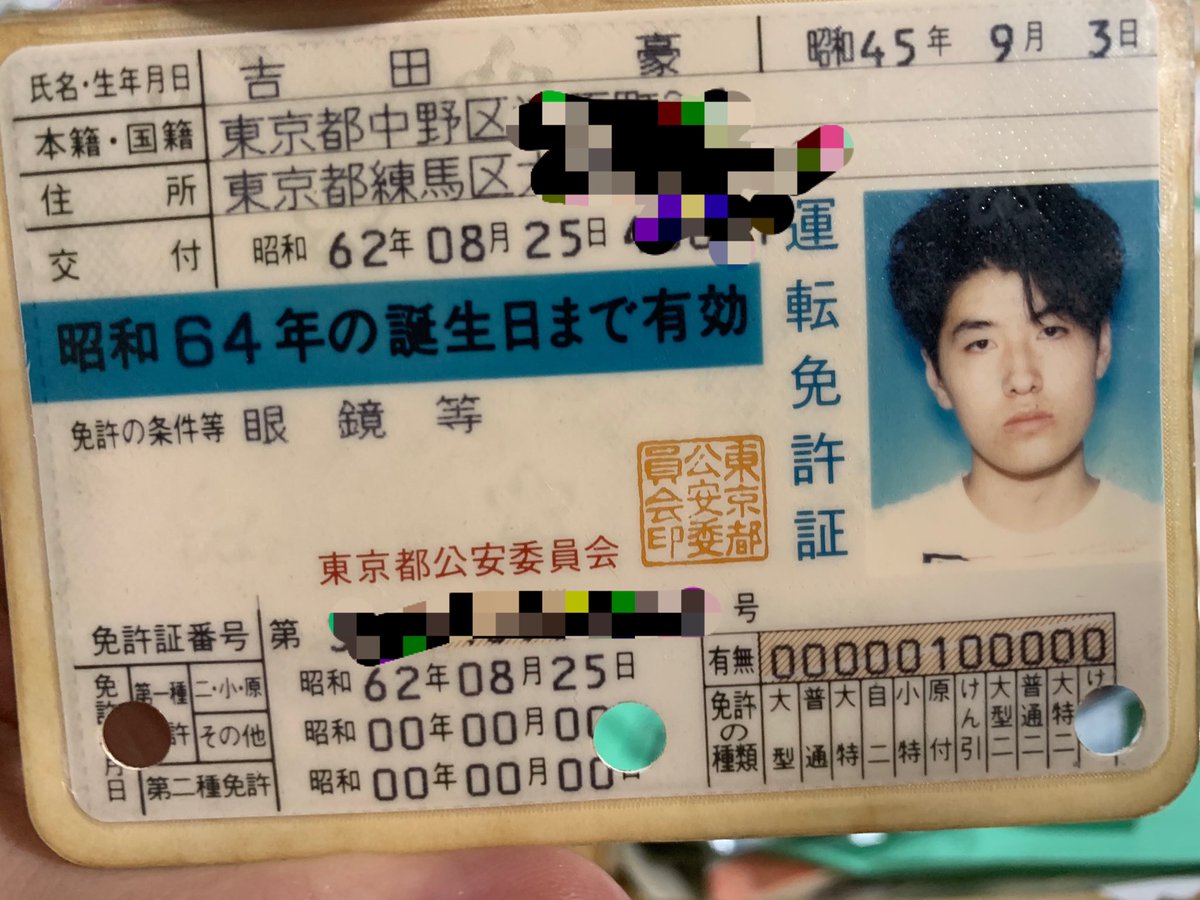 氏名・生年月日 吉田豪 昭和45年9月3日
本籍・国籍 東京都中野区
住所 東京都練馬区
交付 昭和62年08月25日
昭和64年の誕生日まで有効
免許の条件等 眼鏡等
運転免許証
東京都公安委員会印
東京都公安委員会
免許証番号 第 号
二・小・原 昭和62年08月25日
第一種
その他 昭和00年00月00
第二種免許 昭和00年00月00日
有無 00000100000
免許の種類 大型 普通 大特 自二 小特 原付 けん引 大型二 普通二 大特二 け